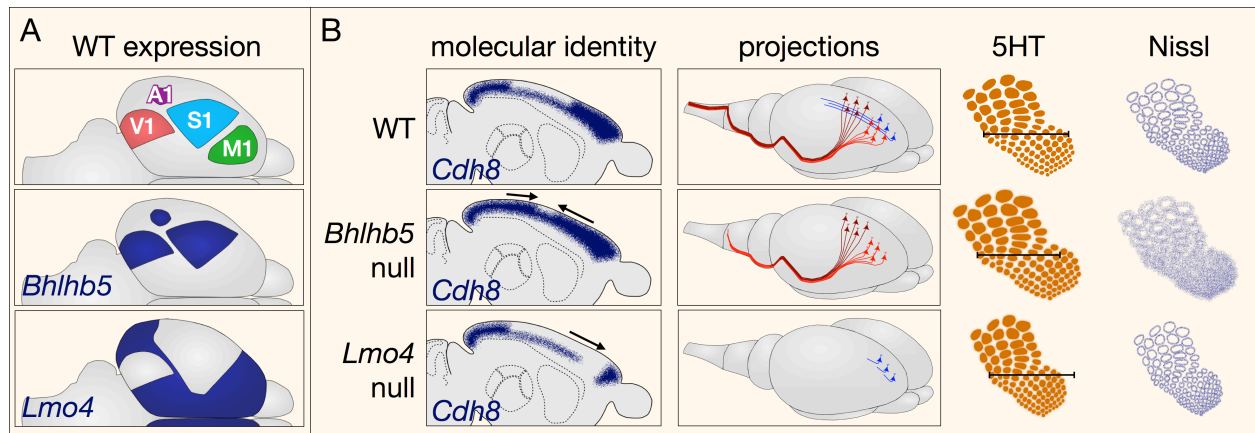 A
WT expression
A1
V1
S1
M1
Bhlhb5
Lmo4
B
molecular identity
projections
5HT
Nissl
WT
Cdh8
Bhlhb5
null
Cdh8
Lmo4
null
Cdh8